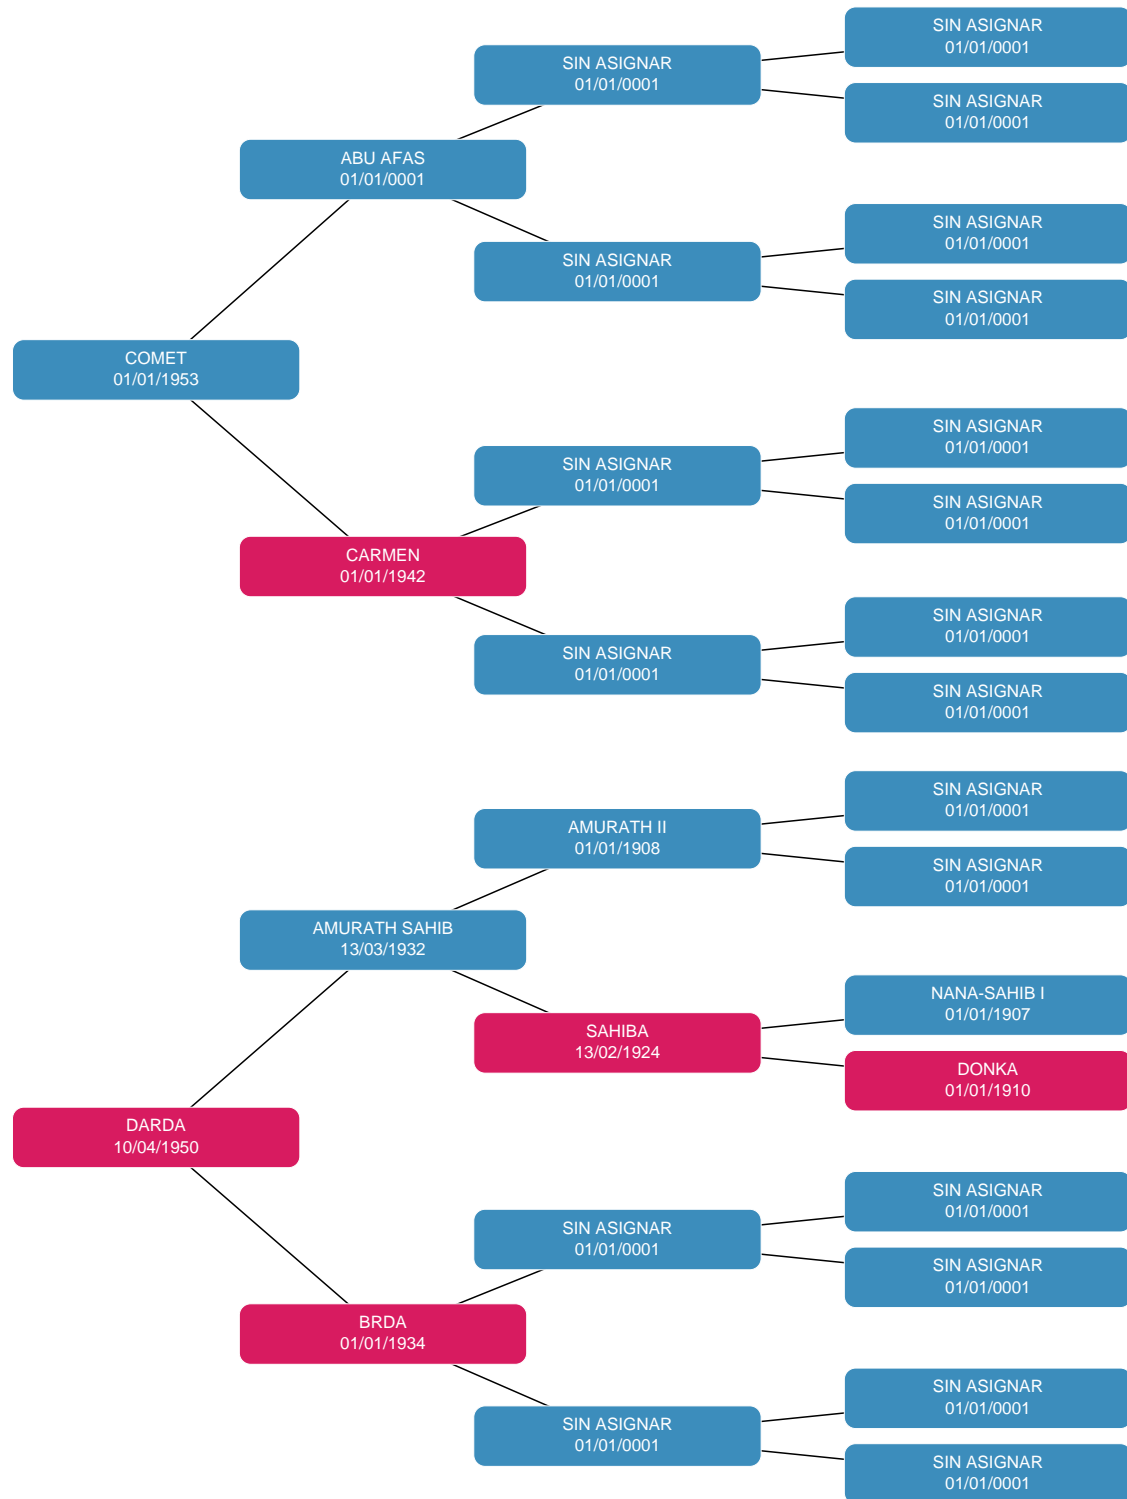 SIN ASIGNAR
01/01/0001
SIN ASIGNAR
01/01/0001
SIN ASIGNAR
01/01/0001
ABU AFAS
01/01/0001
SIN ASIGNAR
01/01/0001
SIN ASIGNAR
01/01/0001
SIN ASIGNAR
01/01/0001
COMET
01/01/1953
SIN ASIGNAR
01/01/0001
SIN ASIGNAR
01/01/0001
SIN ASIGNAR
01/01/0001
CARMEN
01/01/1942
SIN ASIGNAR
01/01/0001
SIN ASIGNAR
01/01/0001
SIN ASIGNAR
01/01/0001
SIN ASIGNAR
01/01/0001
AMURATH II
01/01/1908
SIN ASIGNAR
01/01/0001
AMURATH SAHIB
13/03/1932
NANA-SAHIB I
01/01/1907
SAHIBA
13/02/1924
DONKA
01/01/1910
DARDA
10/04/1950
SIN ASIGNAR
01/01/0001
SIN ASIGNAR
01/01/0001
SIN ASIGNAR
01/01/0001
BRDA
01/01/1934
SIN ASIGNAR
01/01/0001
SIN ASIGNAR
01/01/0001
SIN ASIGNAR
01/01/0001